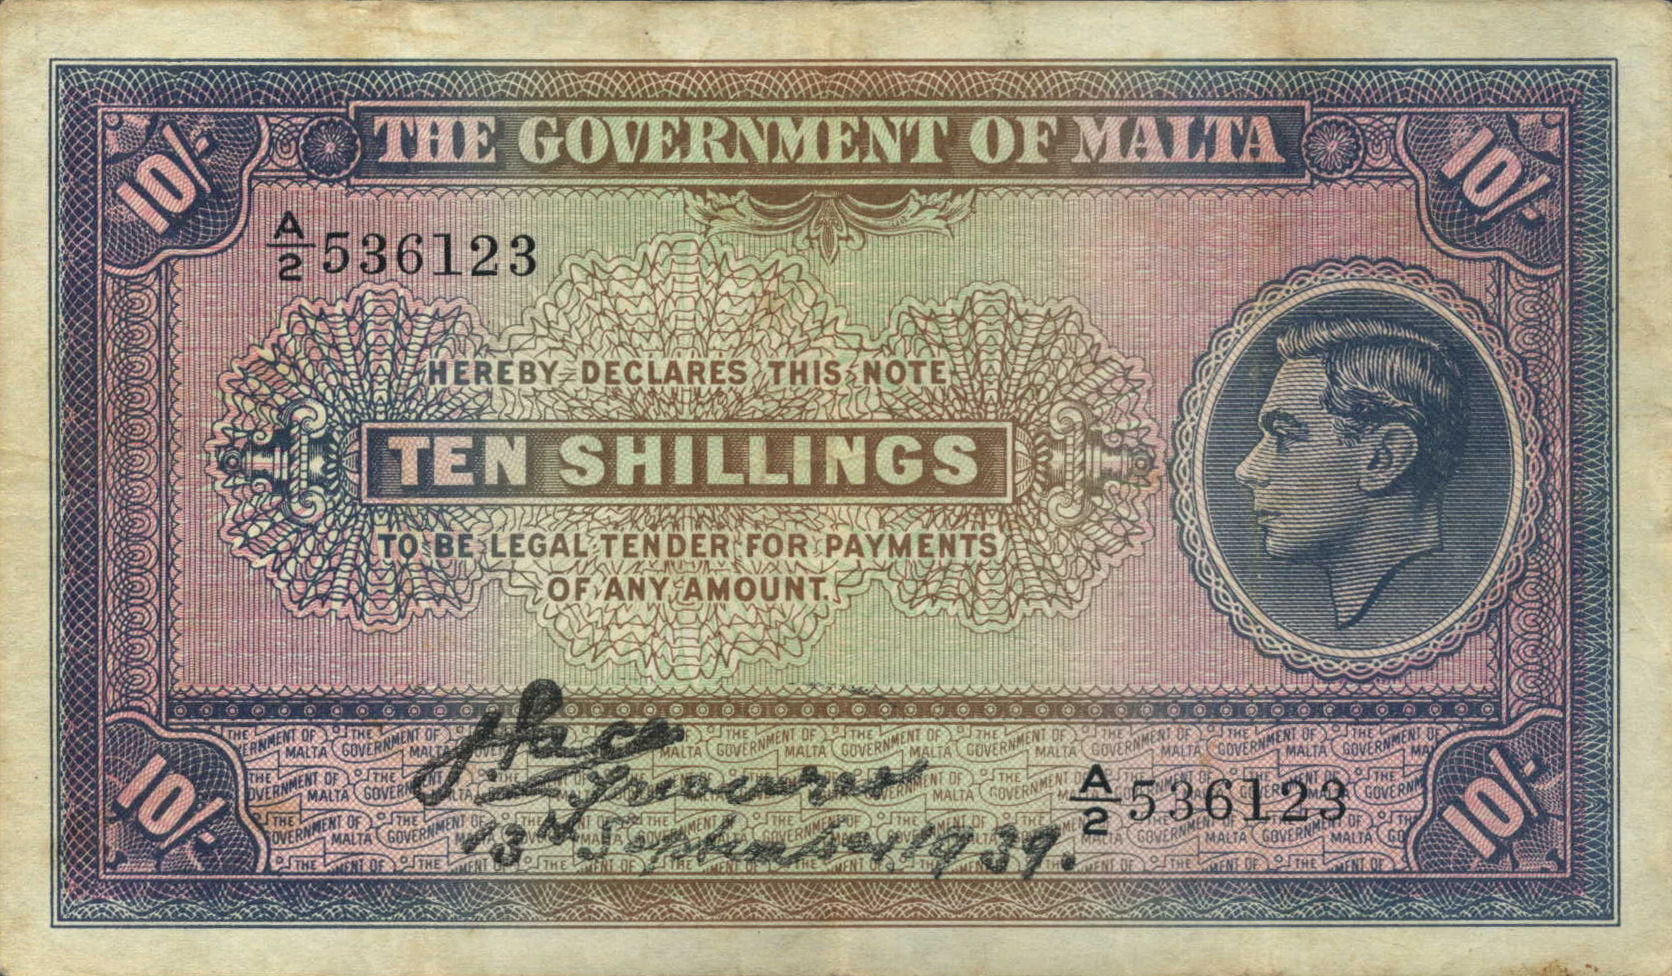 THE GOVERNMENT OF MALTA
10/- 10/-
A/2 536123
HEREBY DECLARES THIS NOTE
TEN SHILLINGS
TO BE LEGAL TENDER FOR PAYMENTS
OF ANY AMOUNT.
A/2 536123
13 September 1939.
10/- 10/-